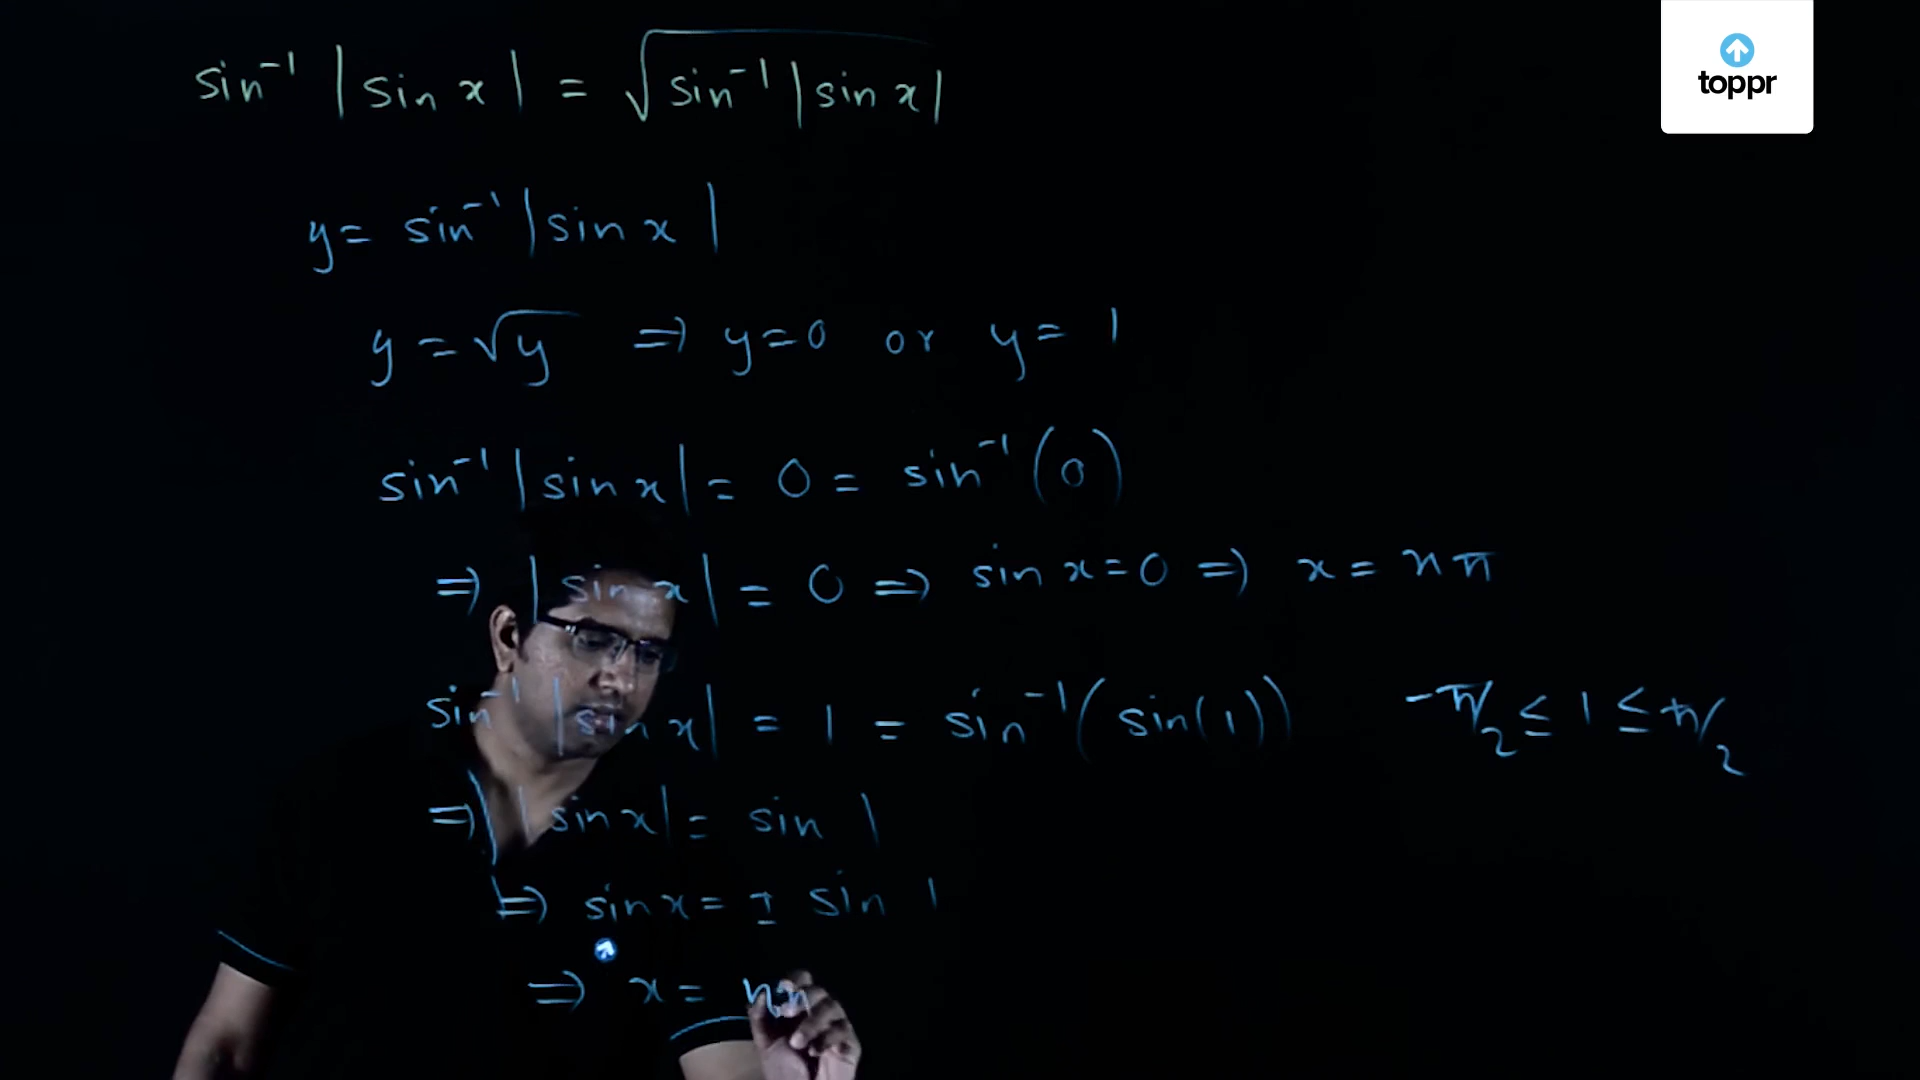 sin⁻¹ |sin x| = √sin⁻¹ |sin x|
toppr
y = sin⁻¹ |sin x|
y = √y ⇒ y = 0 or y = 1
sin⁻¹ |sin x| = 0 = sin⁻¹ (0)
⇒ |sin x| = 0 ⇒ sin x = 0 ⇒ x = nπ
sin⁻¹ |sin x| = 1 = sin⁻¹ (sin(1)) -π/2 ≤ 1 ≤ π/2
⇒ |sin x| = sin 1
⇒ sin x = ± sin 1
⇒ x = nπ